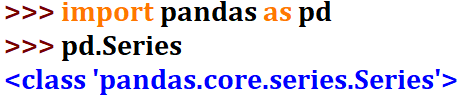 >>> import pandas as pd
>>> pd.Series
<class 'pandas.core.series.Series'>